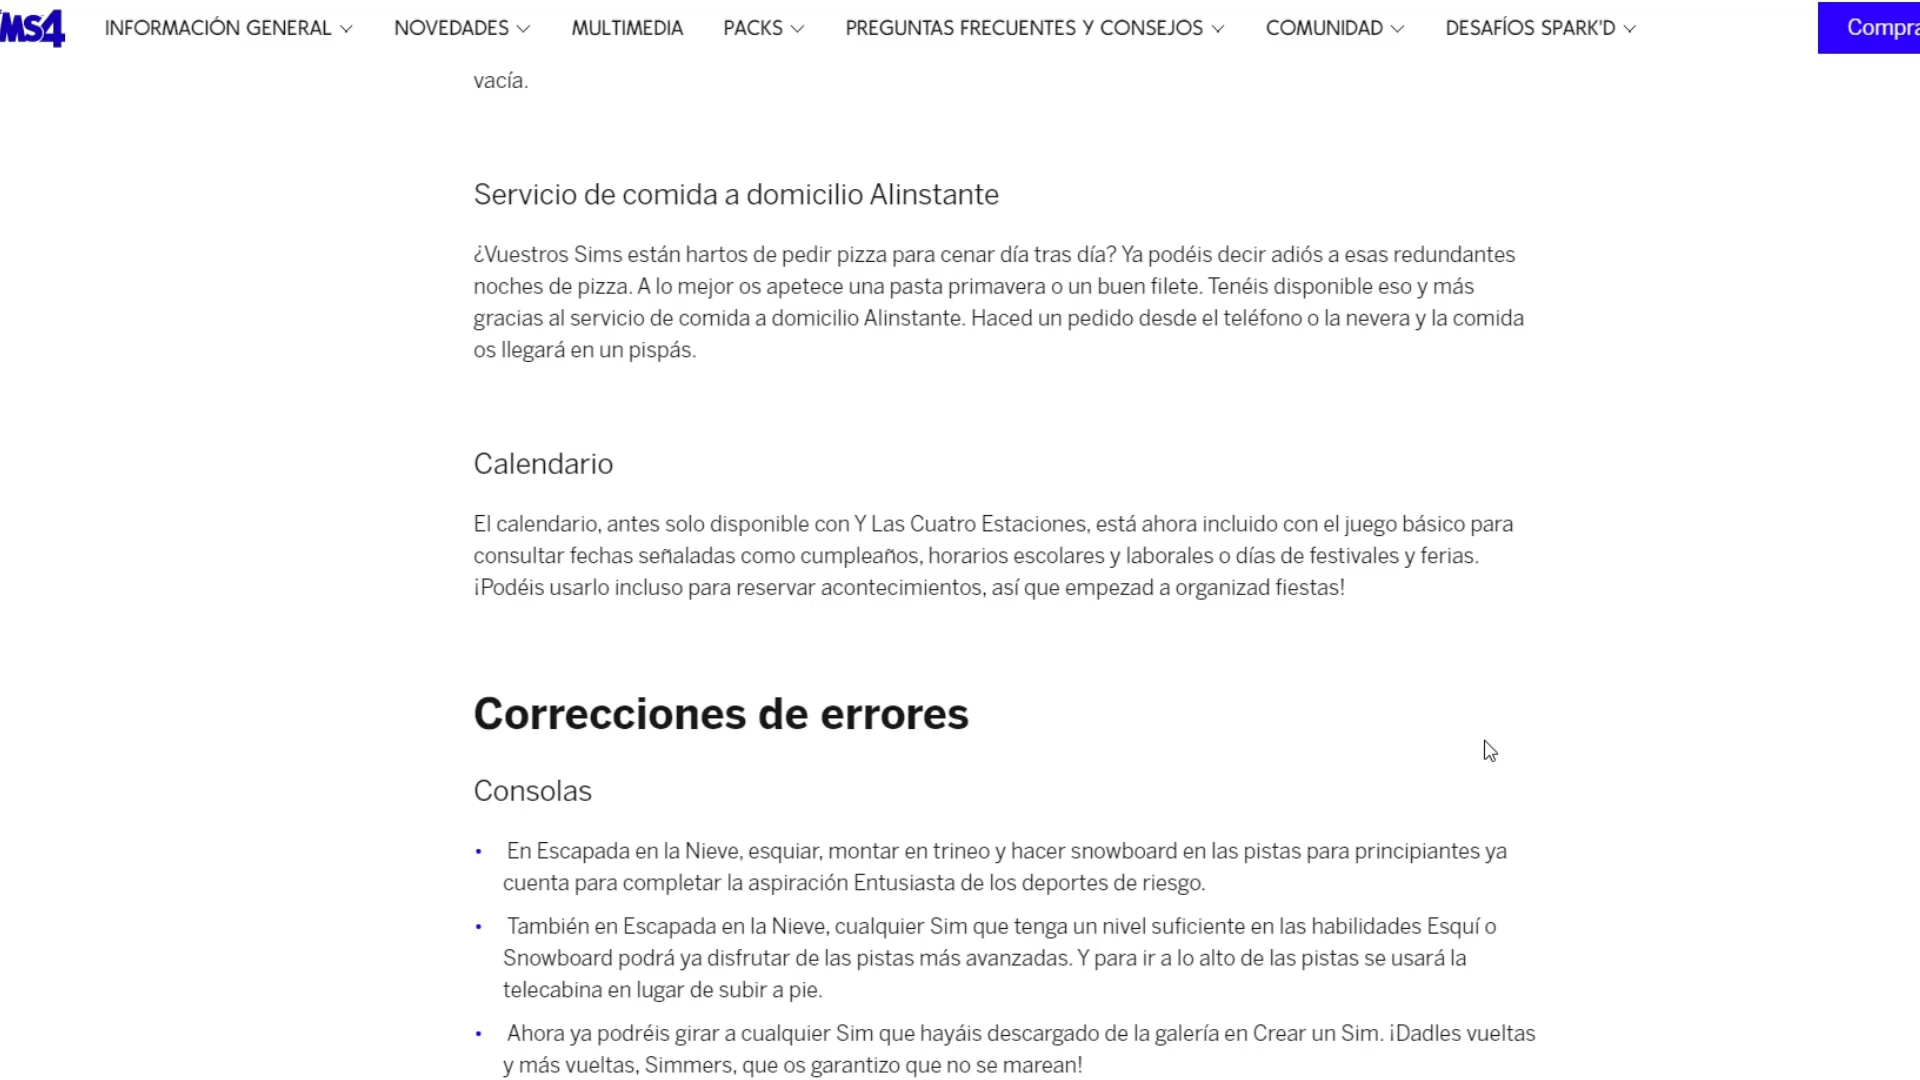 MS4 INFORMACIÓN GENERAL NOVEDADES MULTIMEDIA PACKS PREGUNTAS FRECUENTES Y CONSEJOS COMUNIDAD DESAFÍOS SPARK'D Compra
vacía.
Servicio de comida a domicilio Alinstante
¿Vuestros Sims están hartos de pedir pizza para cenar día tras día? Ya podéis decir adiós a esas redundantes
noches de pizza. A lo mejor os apetece una pasta primavera o un buen filete. Tenéis disponible eso y más
gracias al servicio de comida a domicilio Alinstante. Haced un pedido desde el teléfono o la nevera y la comida
os llegará en un pispás.
Calendario
El calendario, antes solo disponible con Y Las Cuatro Estaciones, está ahora incluido con el juego básico para
consultar fechas señaladas como cumpleaños, horarios escolares y laborales o días de festivales y ferias.
¡Podéis usarlo incluso para reservar acontecimientos, así que empezad a organizad fiestas!
Correcciones de errores
Consolas
• En Escapada en la Nieve, esquiar, montar en trineo y hacer snowboard en las pistas para principiantes ya
cuenta para completar la aspiración Entusiasta de los deportes de riesgo.
• También en Escapada en la Nieve, cualquier Sim que tenga un nivel suficiente en las habilidades Esquí o
Snowboard podrá ya disfrutar de las pistas más avanzadas. Y para ir a lo alto de las pistas se usará la
telecabina en lugar de subir a pie.
• Ahora ya podréis girar a cualquier Sim que hayáis descargado de la galería en Crear un Sim. ¡Dadles vueltas
y más vueltas, Simmers, que os garantizo que no se marean!